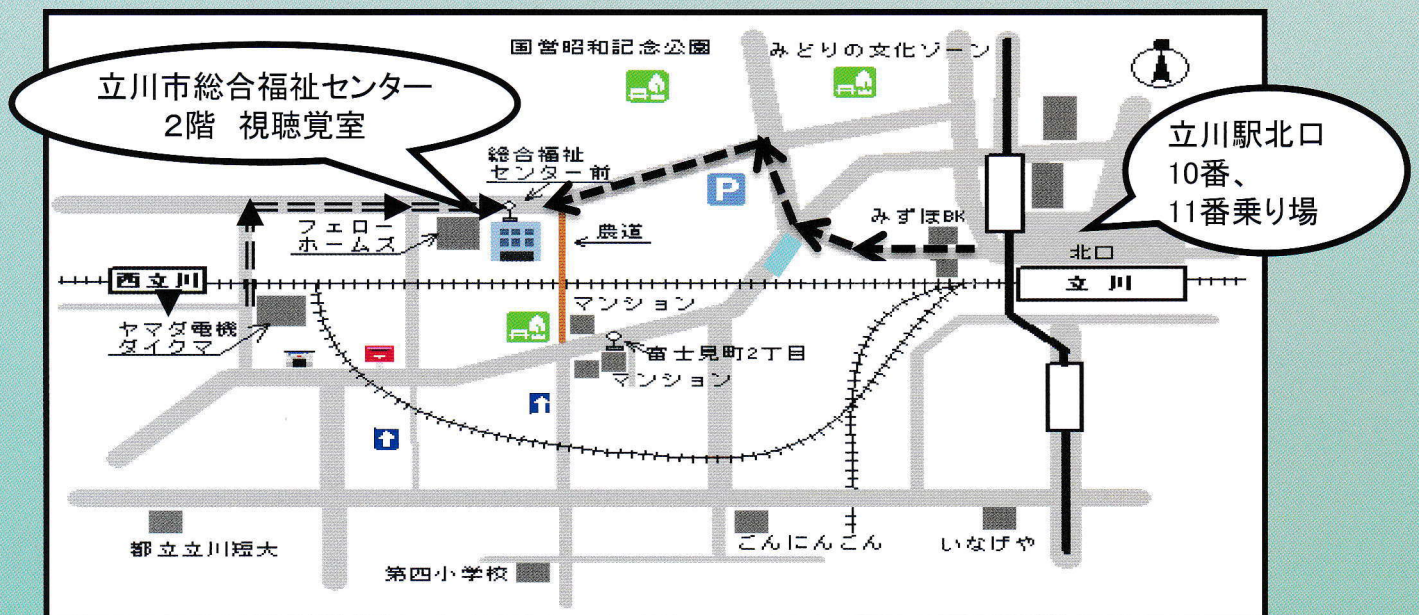 国営昭和記念公園
みどりの文化ゾーン
立川市総合福祉センター
2階 視聴覚室
立川駅北口
10番、
11番乗り場
総合福祉
センター前
P
みずほBK
フェロー
ホームズ
農道
北口
西立川
立川
マンション
ヤマダ電機
ダイクマ
富士見町2丁目
マンション
都立立川短大
ごんにんごん
いなげや
第四小学校